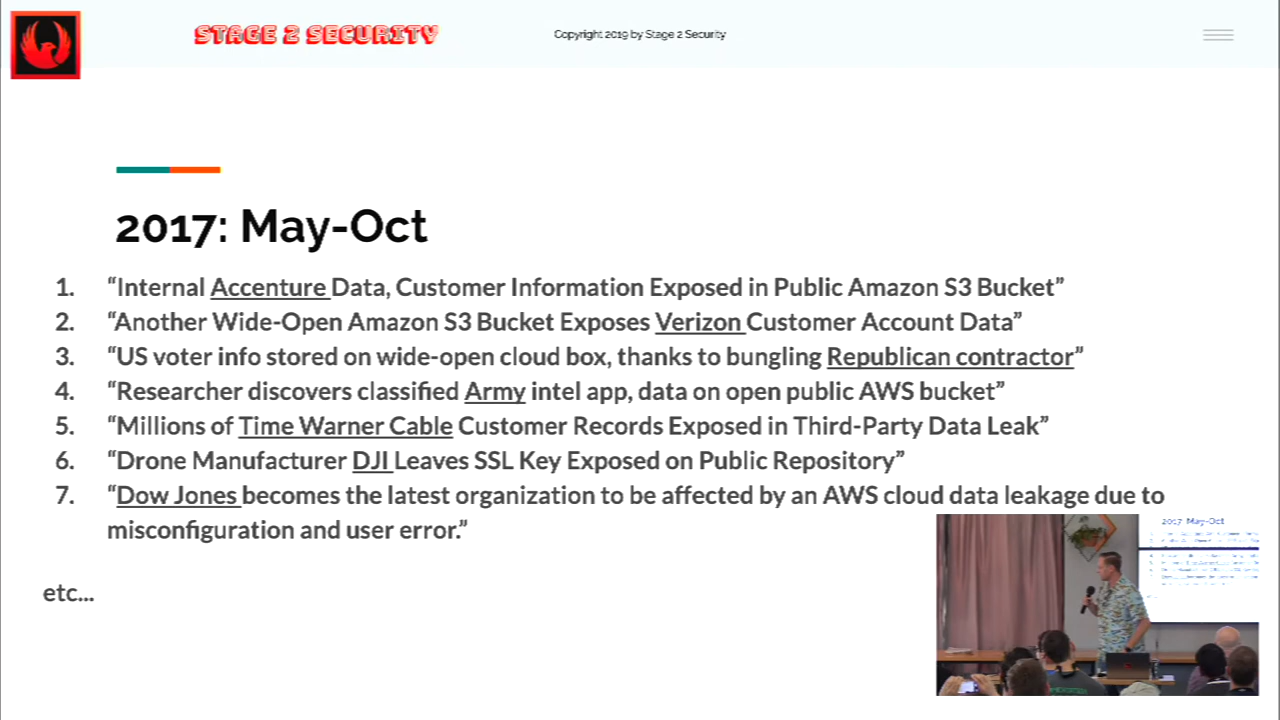 STAGE 2 SECURITY
Copyright 2019 by Stage 2 Security
2017: May-Oct
1. “Internal Accenture Data, Customer Information Exposed in Public Amazon S3 Bucket”
2. “Another Wide-Open Amazon S3 Bucket Exposes Verizon Customer Account Data”
3. “US voter info stored on wide-open cloud box, thanks to bungling Republican contractor”
4. “Researcher discovers classified Army intel app, data on open public AWS bucket”
5. “Millions of Time Warner Cable Customer Records Exposed in Third-Party Data Leak”
6. “Drone Manufacturer DJI Leaves SSL Key Exposed on Public Repository”
7. “Dow Jones becomes the latest organization to be affected by an AWS cloud data leakage due to
misconfiguration and user error.”
etc...
2017: May-Oct